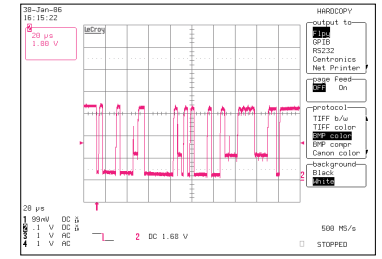 30-Jan-86
16:15:22
LeCroy
2
20 µs
1.00 V
HARDCOPY
output to
Flpy
GPIB
RS232
Centronics
Net Printer
page Feed
OFF On
protocol
TIFF b/w
TIFF color
BMP color
BMP compr
Canon color
background
Black
White
2
20 µs
1 99mV DC
2 .1 V DC
3 1 V AC
4 1 V AC
2 DC 1.68 V
500 MS/s
STOPPED